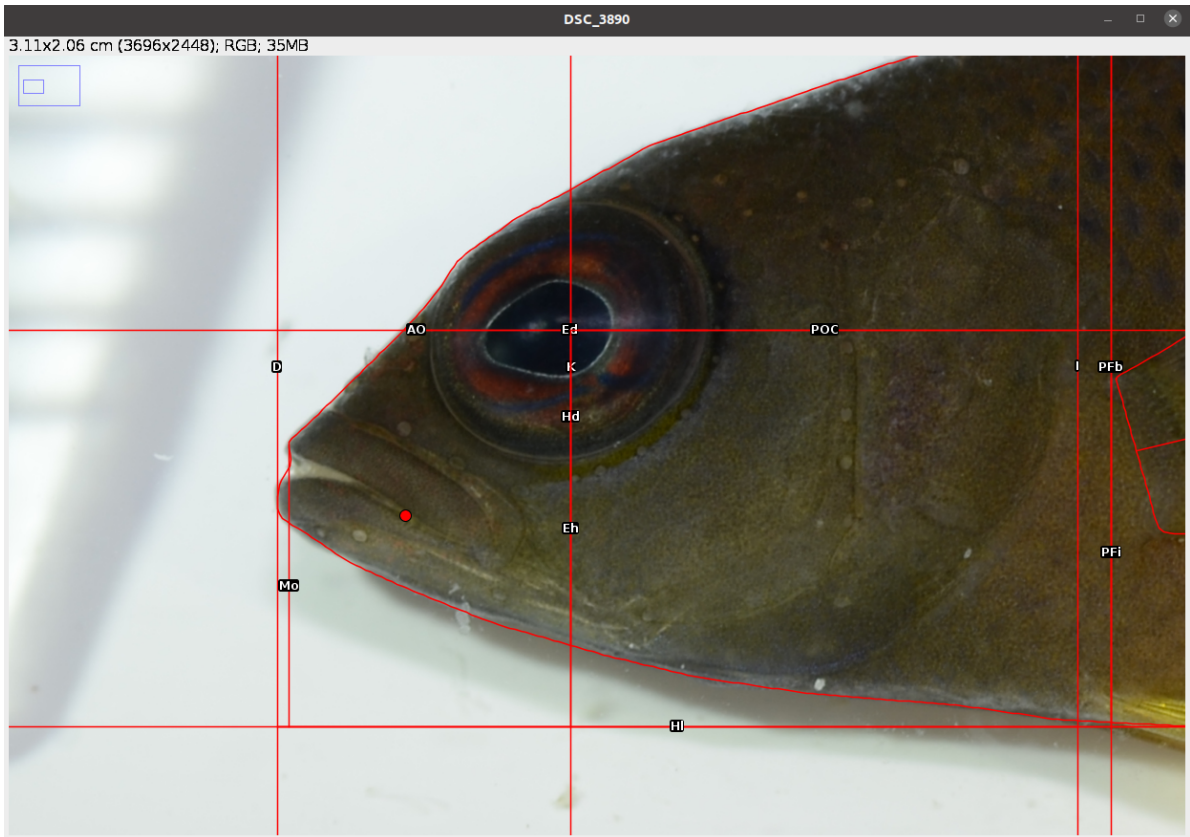 DSC_3890
3.11x2.06 cm (3696x2448); RGB; 35MB
AO Ed POC
D K I PFb
Hd
Eh
PFi
Mo
Hl